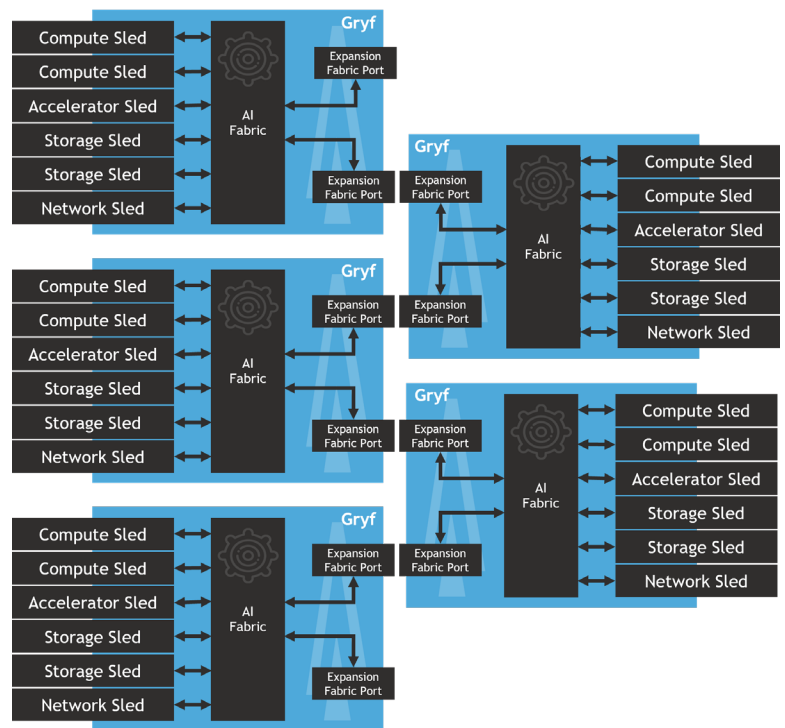 Gryf
Compute Sled
Compute Sled
Accelerator Sled
Storage Sled
Storage Sled
Network Sled
AI
Fabric
Expansion
Fabric Port
Expansion
Fabric Port
Gryf
Expansion
Fabric Port
Expansion
Fabric Port
AI
Fabric
Compute Sled
Compute Sled
Accelerator Sled
Storage Sled
Storage Sled
Network Sled
Gryf
Compute Sled
Compute Sled
Accelerator Sled
Storage Sled
Storage Sled
Network Sled
AI
Fabric
Expansion
Fabric Port
Expansion
Fabric Port
Gryf
Expansion
Fabric Port
Expansion
Fabric Port
AI
Fabric
Compute Sled
Compute Sled
Accelerator Sled
Storage Sled
Storage Sled
Network Sled
Gryf
Compute Sled
Compute Sled
Accelerator Sled
Storage Sled
Storage Sled
Network Sled
AI
Fabric
Expansion
Fabric Port
Expansion
Fabric Port